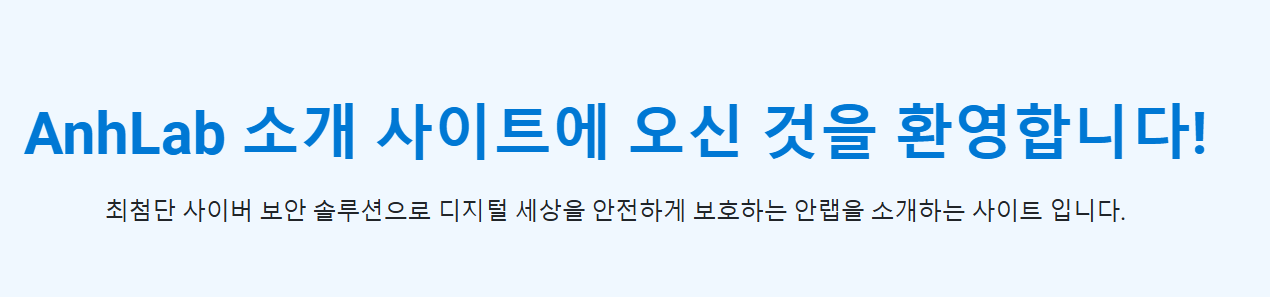 AnhLab 소개 사이트에 오신 것을 환영합니다!
최첨단 사이버 보안 솔루션으로 디지털 세상을 안전하게 보호하는 안랩을 소개하는 사이트 입니다.